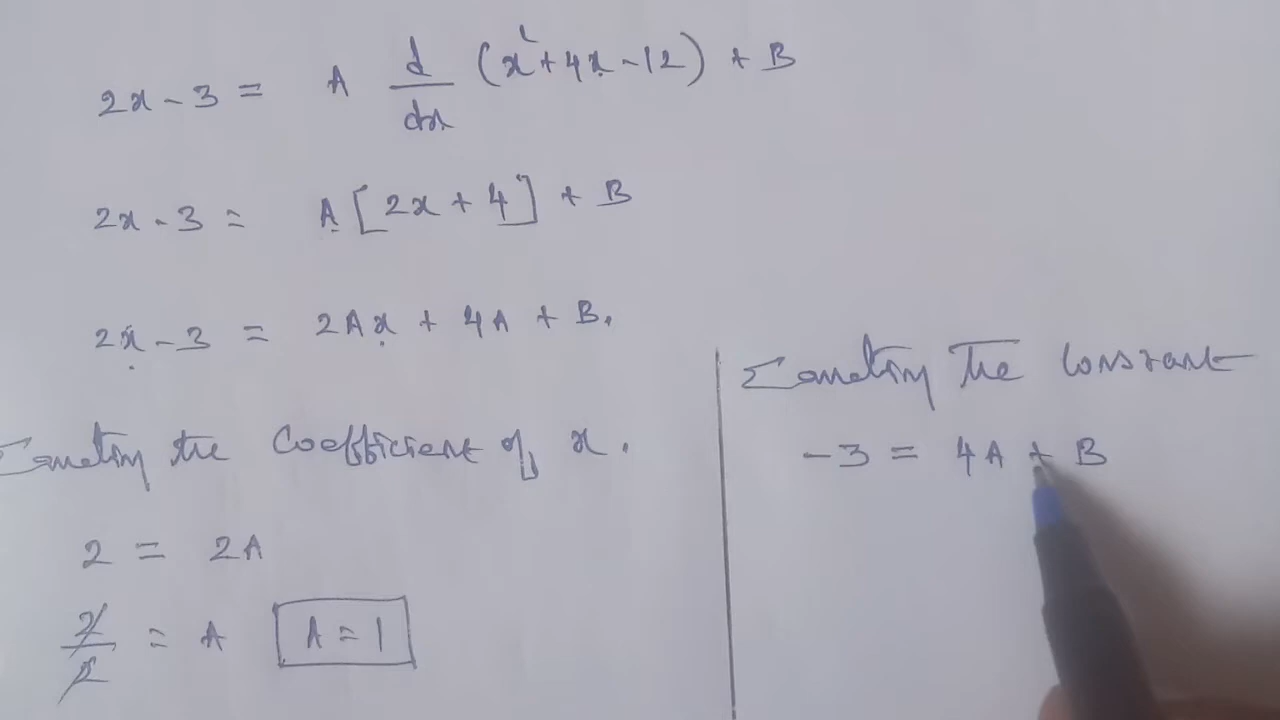 2x - 3 = A d/dx (x² + 4x - 12) + B
2x - 3 = A [2x + 4] + B
2x - 3 = 2Ax + 4A + B.
Equating the coefficient of x.
2 = 2A
2/2 = A A = 1
Equating the constant
-3 = 4A + B